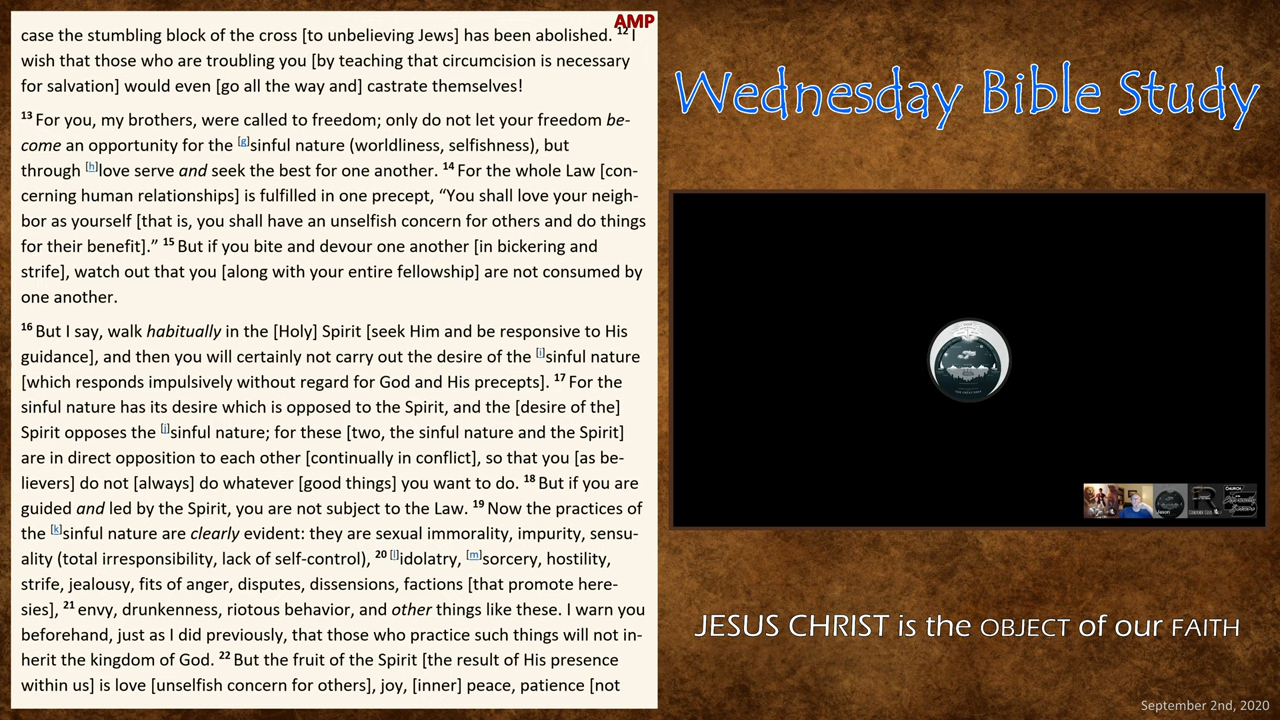 AMP
case the stumbling block of the cross [to unbelieving Jews] has been abolished. 12 I
wish that those who are troubling you [by teaching that circumcision is necessary
for salvation] would even [go all the way and] castrate themselves!
13 For you, my brothers, were called to freedom; only do not let your freedom be-
come an opportunity for the [g]sinful nature (worldliness, selfishness), but
through [h]love serve and seek the best for one another. 14 For the whole Law [con-
cerning human relationships] is fulfilled in one precept, “You shall love your neigh-
bor as yourself [that is, you shall have an unselfish concern for others and do things
for their benefit].” 15 But if you bite and devour one another [in bickering and
strife], watch out that you [along with your entire fellowship] are not consumed by
one another.
16 But I say, walk habitually in the [Holy] Spirit [seek Him and be responsive to His
guidance], and then you will certainly not carry out the desire of the [i]sinful nature
[which responds impulsively without regard for God and His precepts]. 17 For the
sinful nature has its desire which is opposed to the Spirit, and the [desire of the]
Spirit opposes the [j]sinful nature; for these [two, the sinful nature and the Spirit]
are in direct opposition to each other [continually in conflict], so that you [as be-
lievers] do not [always] do whatever [good things] you want to do. 18 But if you are
guided and led by the Spirit, you are not subject to the Law. 19 Now the practices of
the [k]sinful nature are clearly evident: they are sexual immorality, impurity, sensu-
ality (total irresponsibility, lack of self-control), 20 [l]idolatry, [m]sorcery, hostility,
strife, jealousy, fits of anger, disputes, dissensions, factions [that promote here-
sies], 21 envy, drunkenness, riotous behavior, and other things like these. I warn you
beforehand, just as I did previously, that those who practice such things will not in-
herit the kingdom of God. 22 But the fruit of the Spirit [the result of His presence
within us] is love [unselfish concern for others], joy, [inner] peace, patience [not
Wednesday Bible Study
Jason
JESUS CHRIST is the OBJECT of our FAITH
September 2nd, 2020